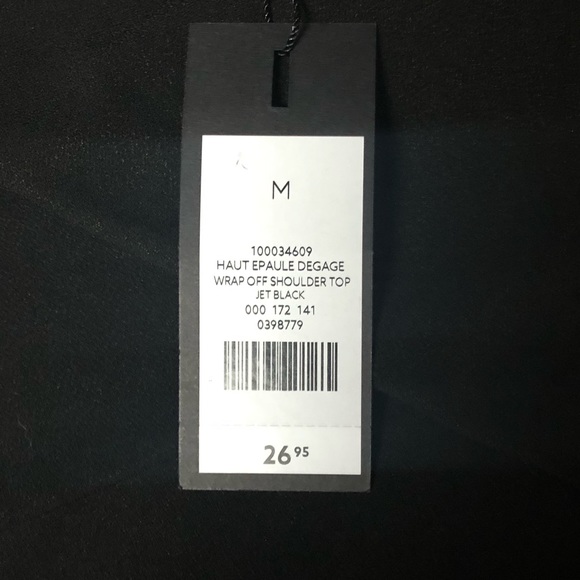 M
100034609
HAUT EPAULE DEGAGE
WRAP OFF SHOULDER TOP
JET BLACK
000 172 141
0398779
26 95